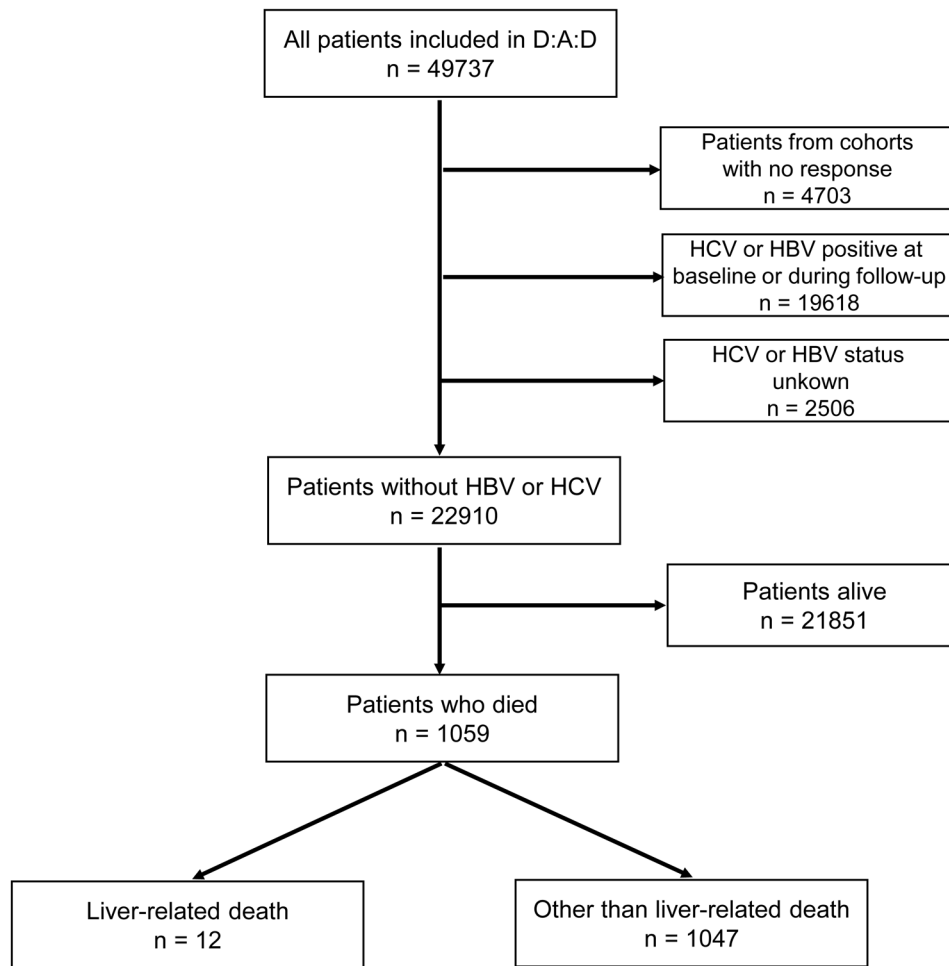 All patients included in D:A:D
n = 49737
Patients from cohorts
with no response
n = 4703
HCV or HBV positive at
baseline or during follow-up
n = 19618
HCV or HBV status
unkown
n = 2506
Patients without HBV or HCV
n = 22910
Patients alive
n = 21851
Patients who died
n = 1059
Liver-related death
n = 12
Other than liver-related death
n = 1047